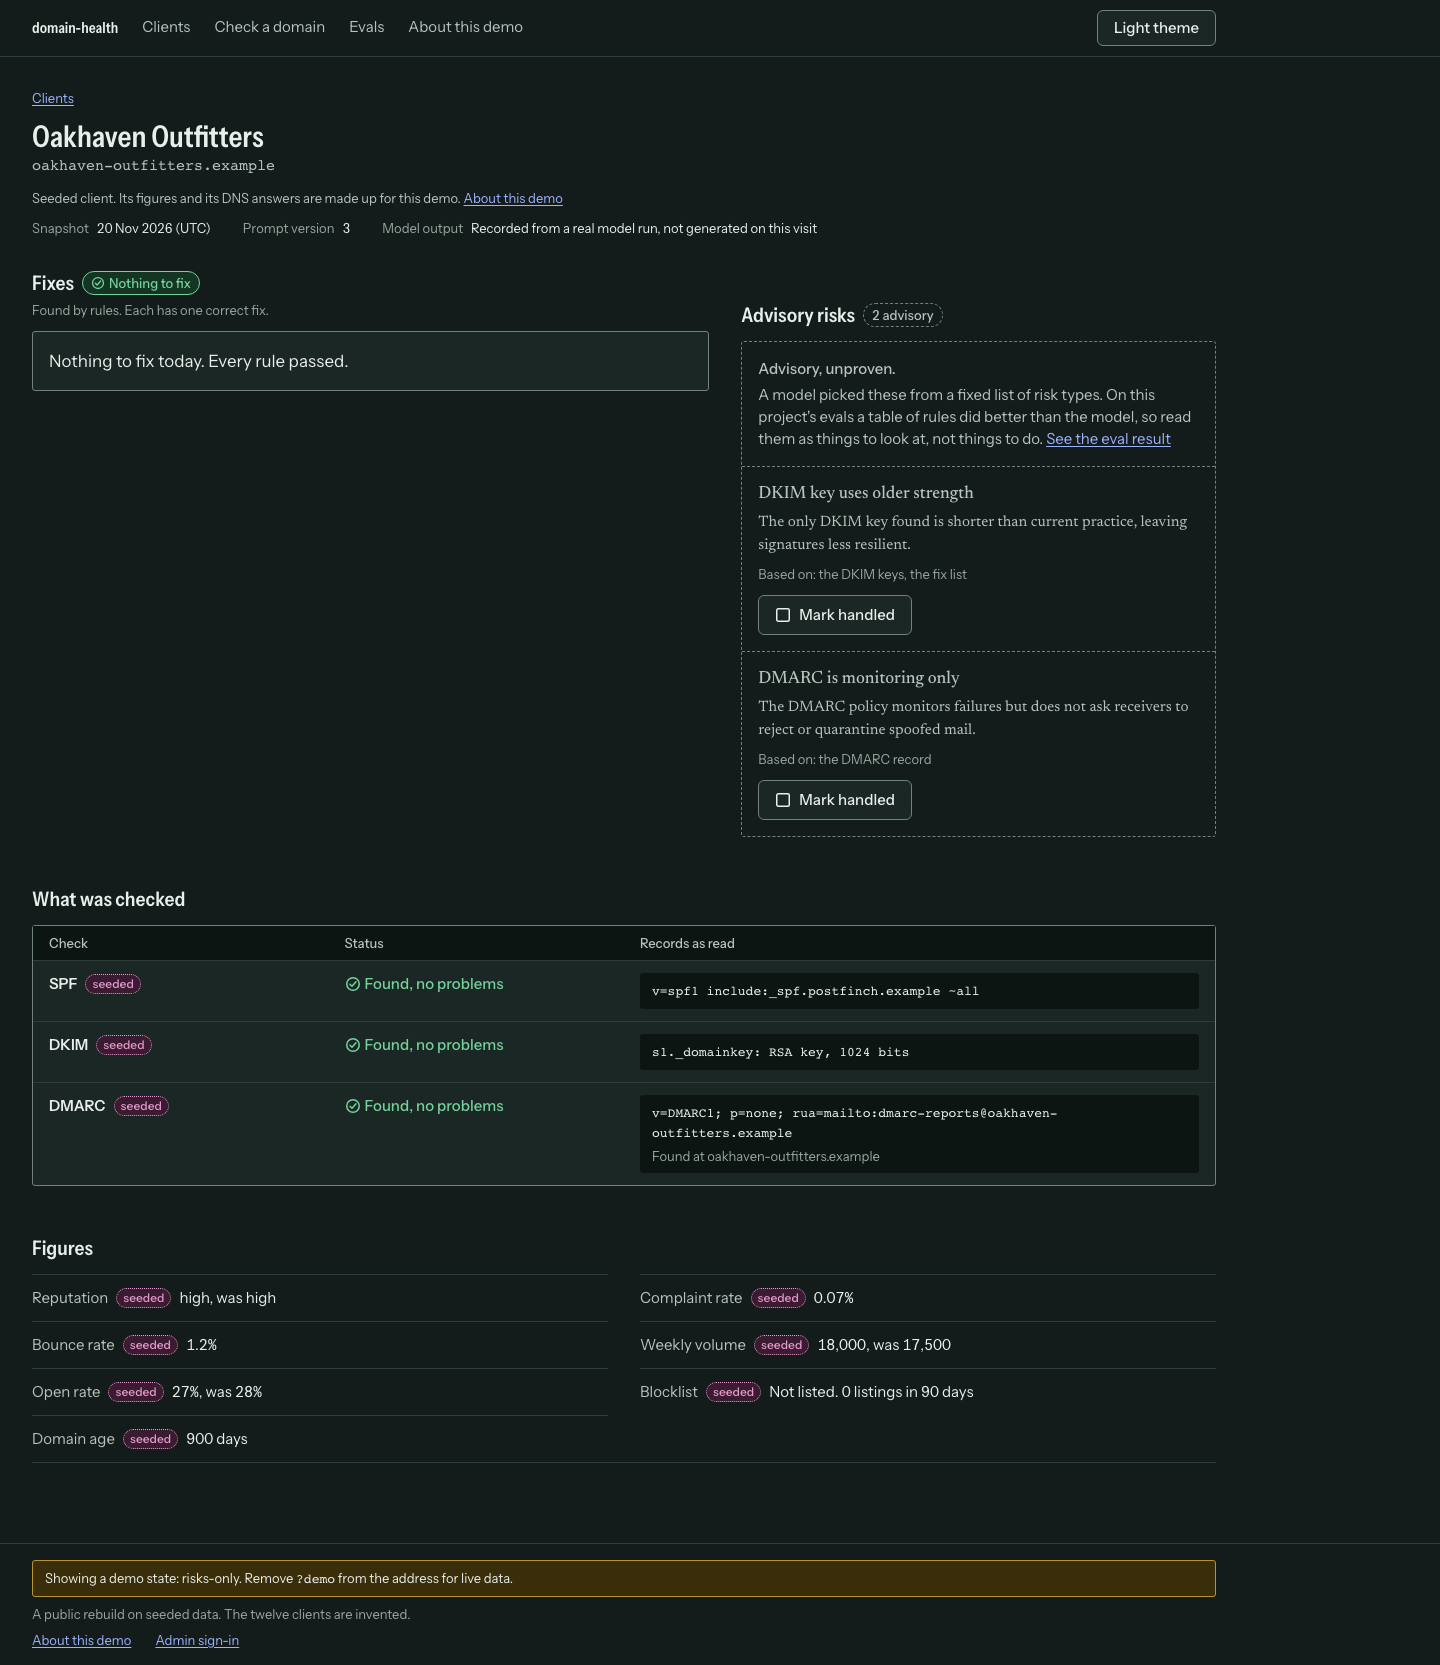 domain-health Clients Check a domain Evals About this demo Light theme
Clients
Oakhaven Outfitters
oakhaven-outfitters.example
Seeded client. Its figures and its DNS answers are made up for this demo. About this demo
Snapshot 20 Nov 2026 (UTC) Prompt version 3 Model output Recorded from a real model run, not generated on this visit
Fixes Nothing to fix
Found by rules. Each has one correct fix.
Nothing to fix today. Every rule passed.
Advisory risks 2 advisory
Advisory, unproven.
A model picked these from a fixed list of risk types. On this
project's evals a table of rules did better than the model, so read
them as things to look at, not things to do. See the eval result
DKIM key uses older strength
The only DKIM key found is shorter than current practice, leaving
signatures less resilient.
Based on: the DKIM keys, the fix list
Mark handled
DMARC is monitoring only
The DMARC policy monitors failures but does not ask receivers to
reject or quarantine spoofed mail.
Based on: the DMARC record
Mark handled
What was checked
Check Status Records as read
SPF seeded Found, no problems v=spf1 include:_spf.postfinch.example ~all
DKIM seeded Found, no problems s1._domainkey: RSA key, 1024 bits
DMARC seeded Found, no problems v=DMARC1; p=none; rua=mailto:dmarc-reports@oakhaven-
outfitters.example
Found at oakhaven-outfitters.example
Figures
Reputation seeded high, was high
Complaint rate seeded 0.07%
Bounce rate seeded 1.2%
Weekly volume seeded 18,000, was 17,500
Open rate seeded 27%, was 28%
Blocklist seeded Not listed. 0 listings in 90 days
Domain age seeded 900 days
Showing a demo state: risks-only. Remove ?demo from the address for live data.
A public rebuild on seeded data. The twelve clients are invented.
About this demo Admin sign-in